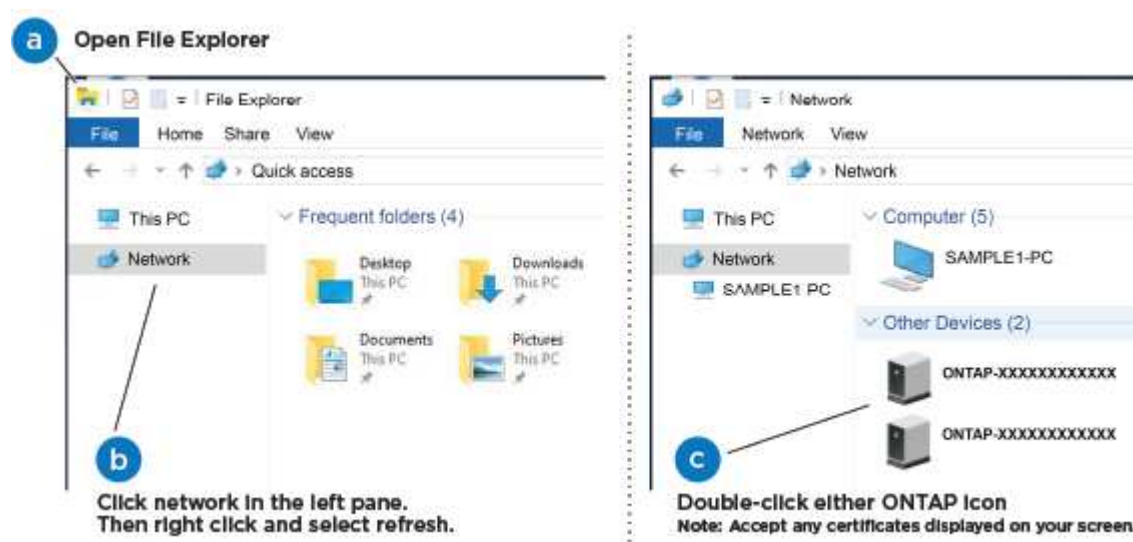 a
Open File Explorer
File Explorer
File Home Share View
Quick access
This PC
Network
Frequent folders (4)
Desktop
This PC
Downloads
This PC
Documents
This PC
Pictures
This PC
b
Click network in the left pane.
Then right click and select refresh.
Network
File Network View
Network
This PC
Network
SAMPLE1 PC
Computer (5)
SAMPLE1-PC
Other Devices (2)
ONTAP-XXXXXXXXXXXX
ONTAP-XXXXXXXXXXXX
c
Double-click either ONTAP icon
Note: Accept any certificates displayed on your screen